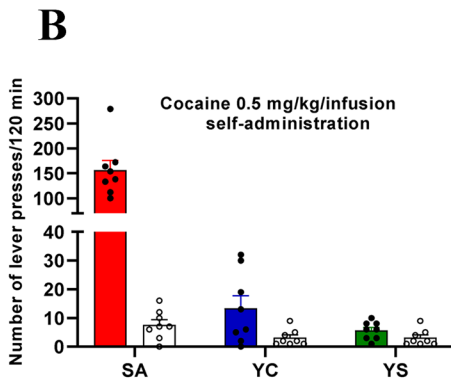 B
Number of lever presses/120 min
300
250
200
150
100
40
30
20
10
0
Cocaine 0.5 mg/kg/infusion
self-administration
SA
YC
YS